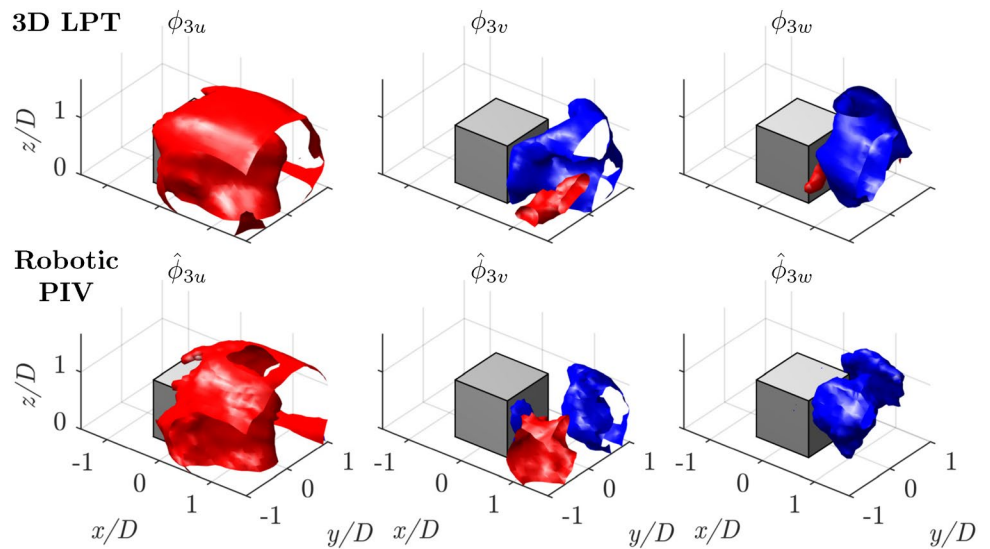 3D LPT
ϕ3u
ϕ3v
ϕ3w
z/D
1
0
Robotic
PIV
ϕ̂3u
ϕ̂3v
ϕ̂3w
z/D
1
0
-1
0
1
x/D
-1
0
1
y/D
-1
0
1
x/D
-1
0
1
y/D
-1
0
1
x/D
-1
0
1
y/D